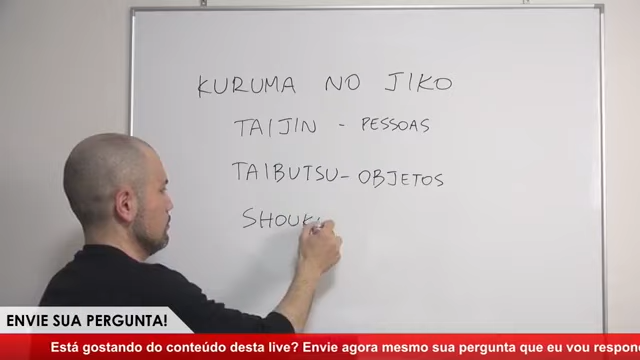 KURUMA NO JIKO
TAIJIN - PESSOAS
TAIBUTSU - OBJETOS
SHOUK
ENVIE SUA PERGUNTA!
Está gostando do conteúdo desta live? Envie agora mesmo sua pergunta que eu vou respon